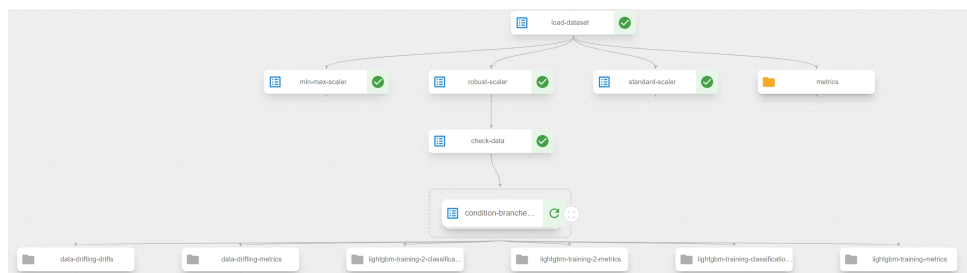 load-dataset
min-max-scaler
robust-scaler
standard-scaler
metrics
check-data
condition-branche...
data-drifting-drifts
data-drifting-metrics
lightgbm-training-2-classifica...
lightgbm-training-2-metrics
lightgbm-training-classificatio...
lightgbm-training-metrics